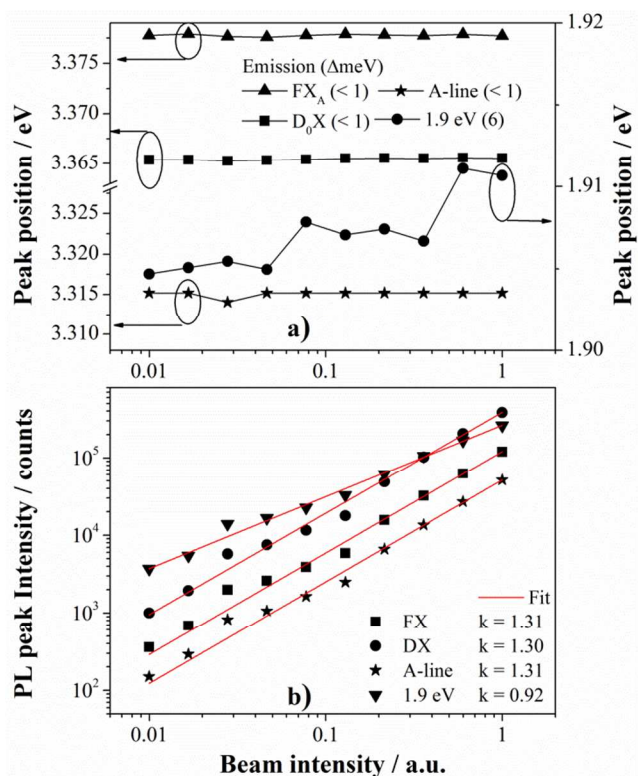 3.377
3.370
3.365
3.325
3.320
3.315
3.310
1.92
1.91
1.90
Peak position / eV
Peak position / eV
Emission (ΔmeV)
FX_A (< 1)
A-line (< 1)
D_0X (< 1)
1.9 eV (6)
a)
0.01
0.1
1
10^5
10^4
10^3
10^2
PL peak Intensity / counts
Fit
FX k = 1.31
DX k = 1.30
A-line k = 1.31
1.9 eV k = 0.92
b)
0.01
0.1
1
Beam intensity / a.u.